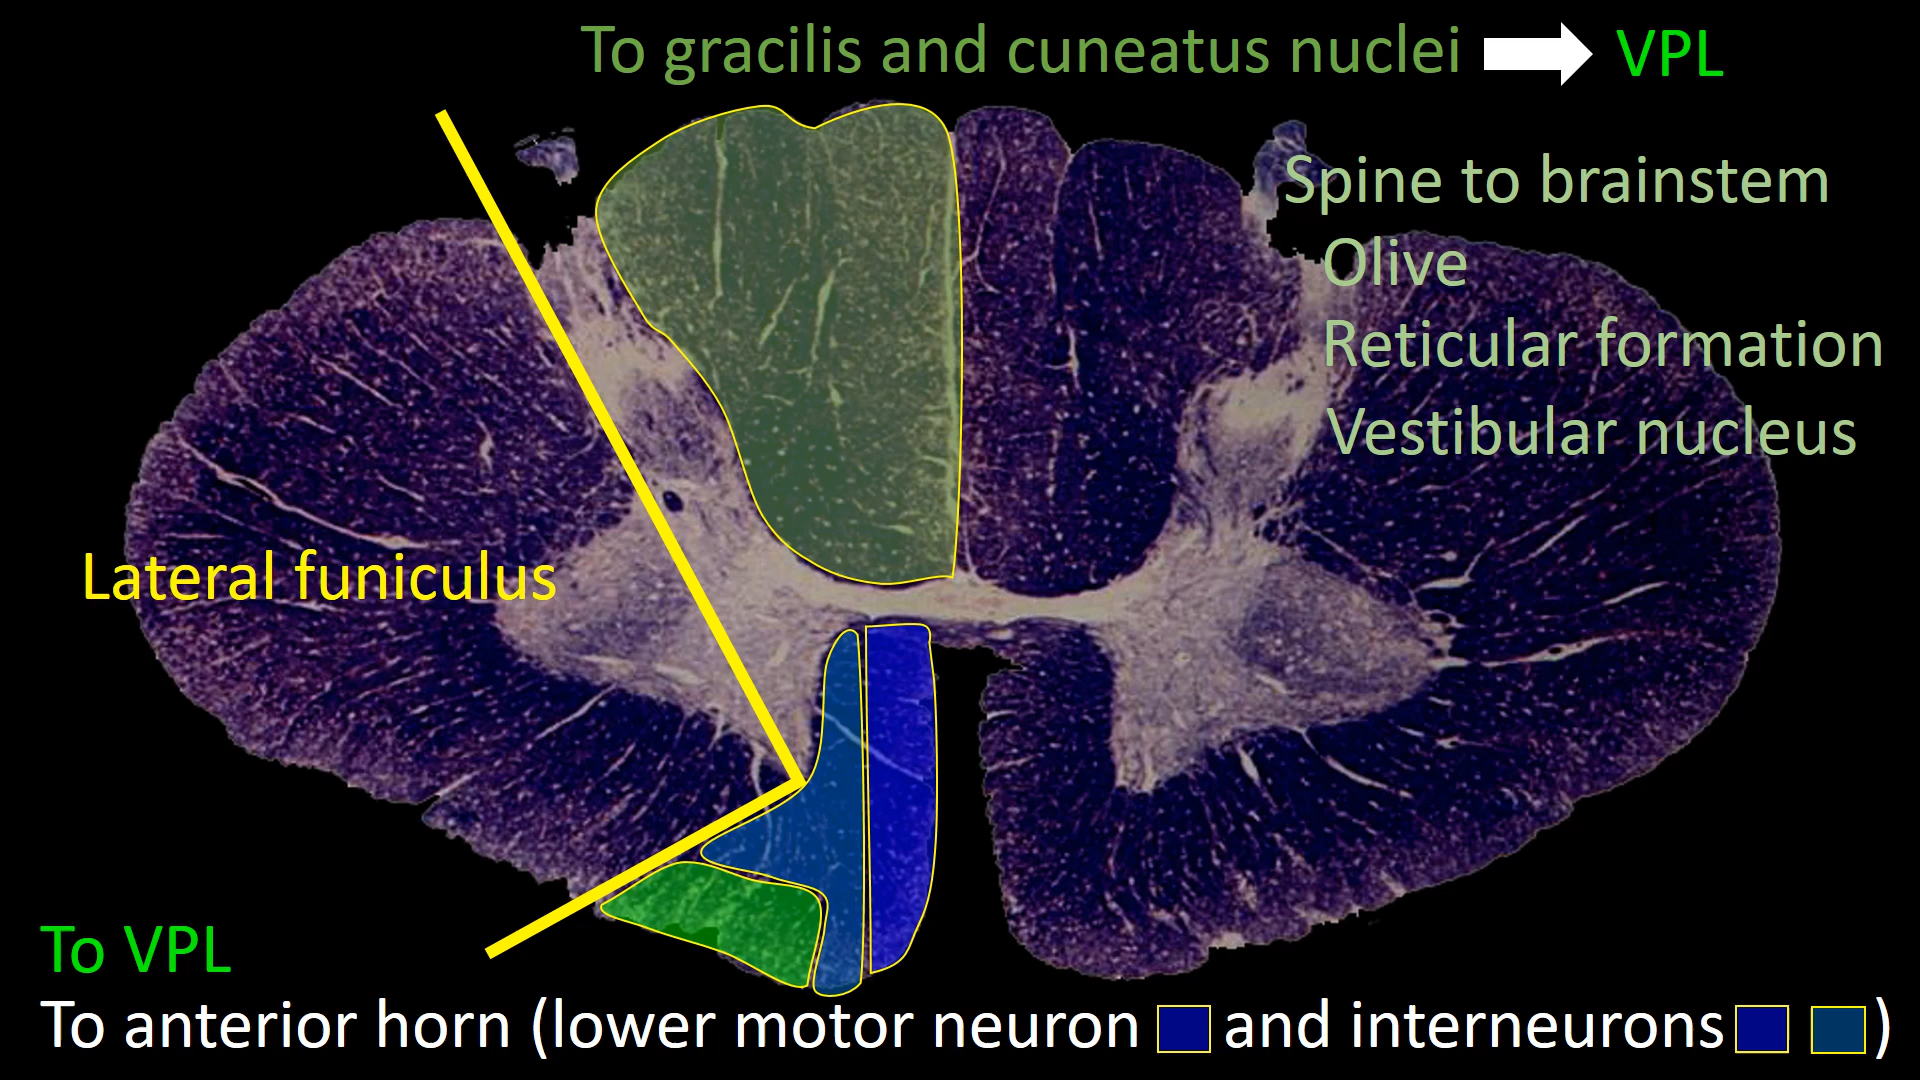 To gracilis and cuneatus nuclei VPL
Spine to brainstem
Olive
Reticular formation
Vestibular nucleus
Lateral funiculus
To VPL
To anterior horn (lower motor neuron and interneurons )